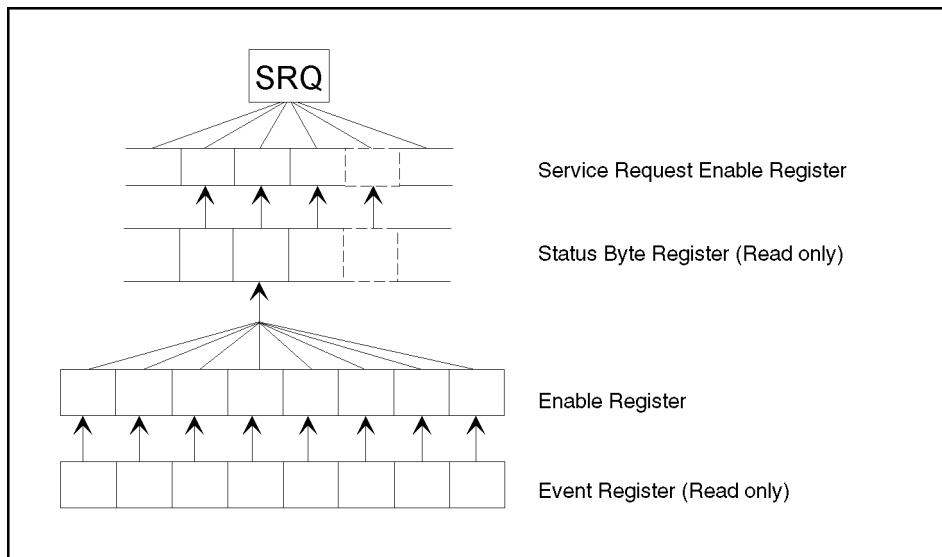 SRQ
Service Request Enable Register
Status Byte Register (Read only)
Enable Register
Event Register (Read only)